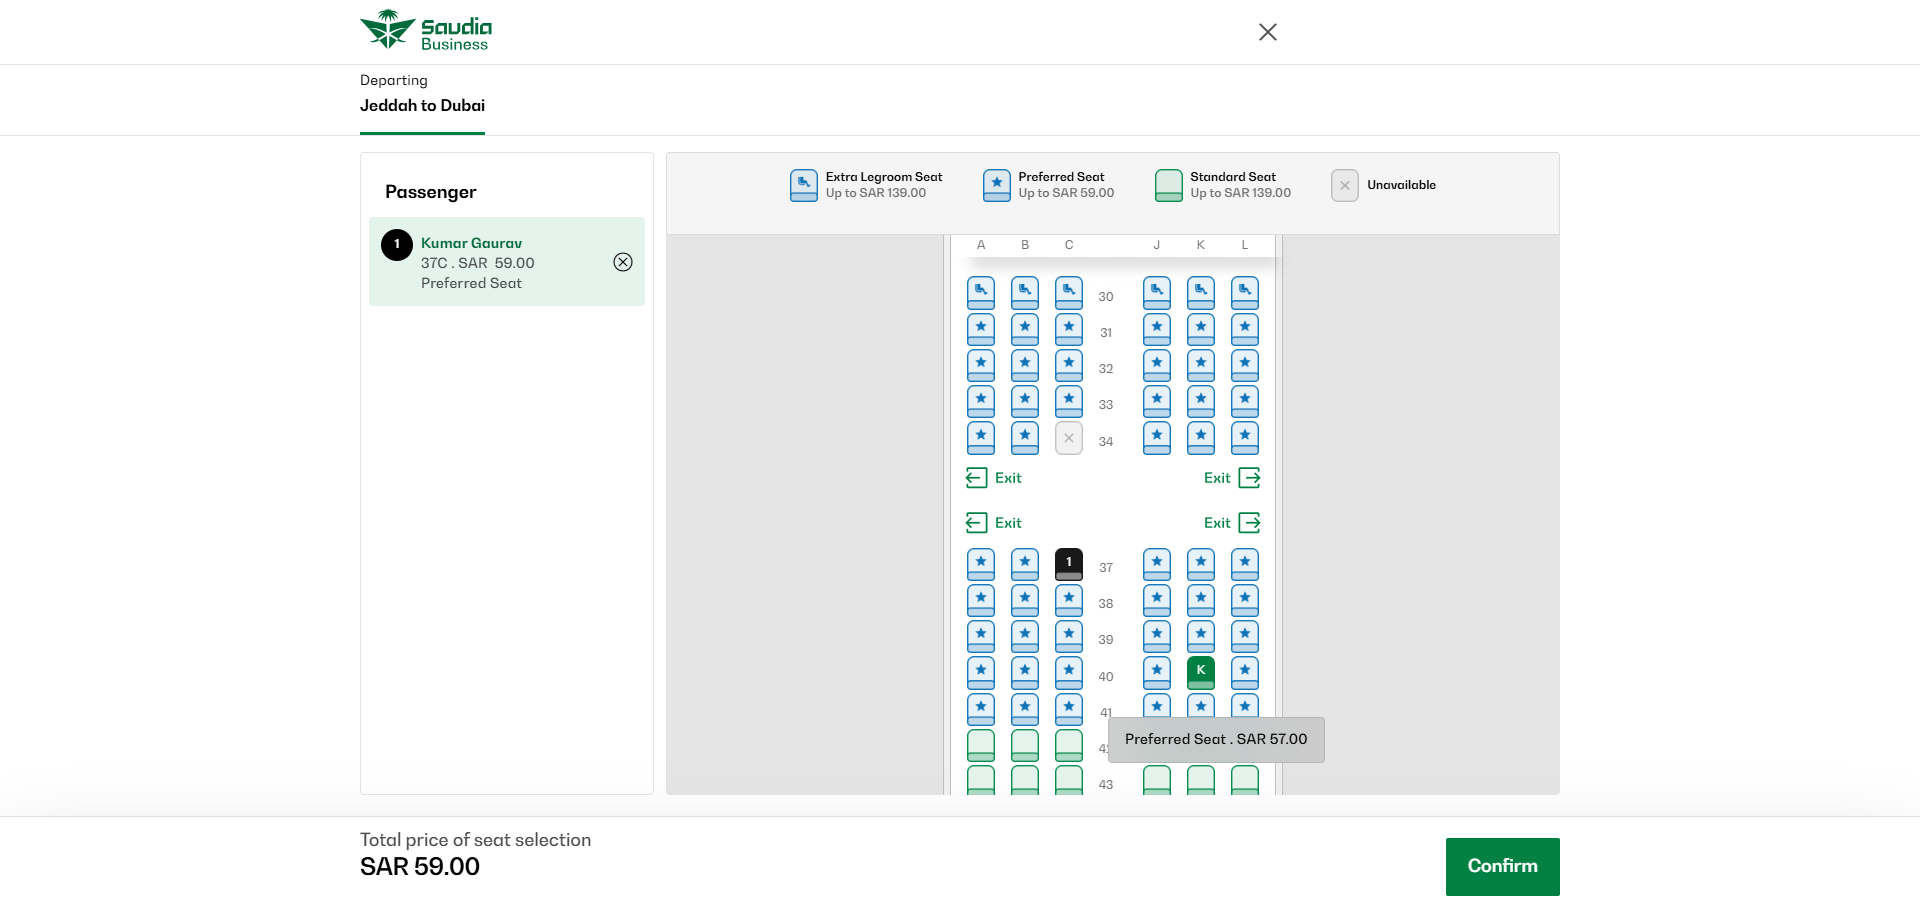 Saudia
Business
Departing
Jeddah to Dubai
Passenger
1 Kumar Gaurav
37C . SAR 59.00
Preferred Seat
Extra Legroom Seat
Up to SAR 139.00
Preferred Seat
Up to SAR 59.00
Standard Seat
Up to SAR 139.00
Unavailable
A B C J K L
30
31
32
33
34
Exit Exit
Exit Exit
1 37
38
39
40 K
41
Preferred Seat . SAR 57.00
43
Total price of seat selection
SAR 59.00
Confirm